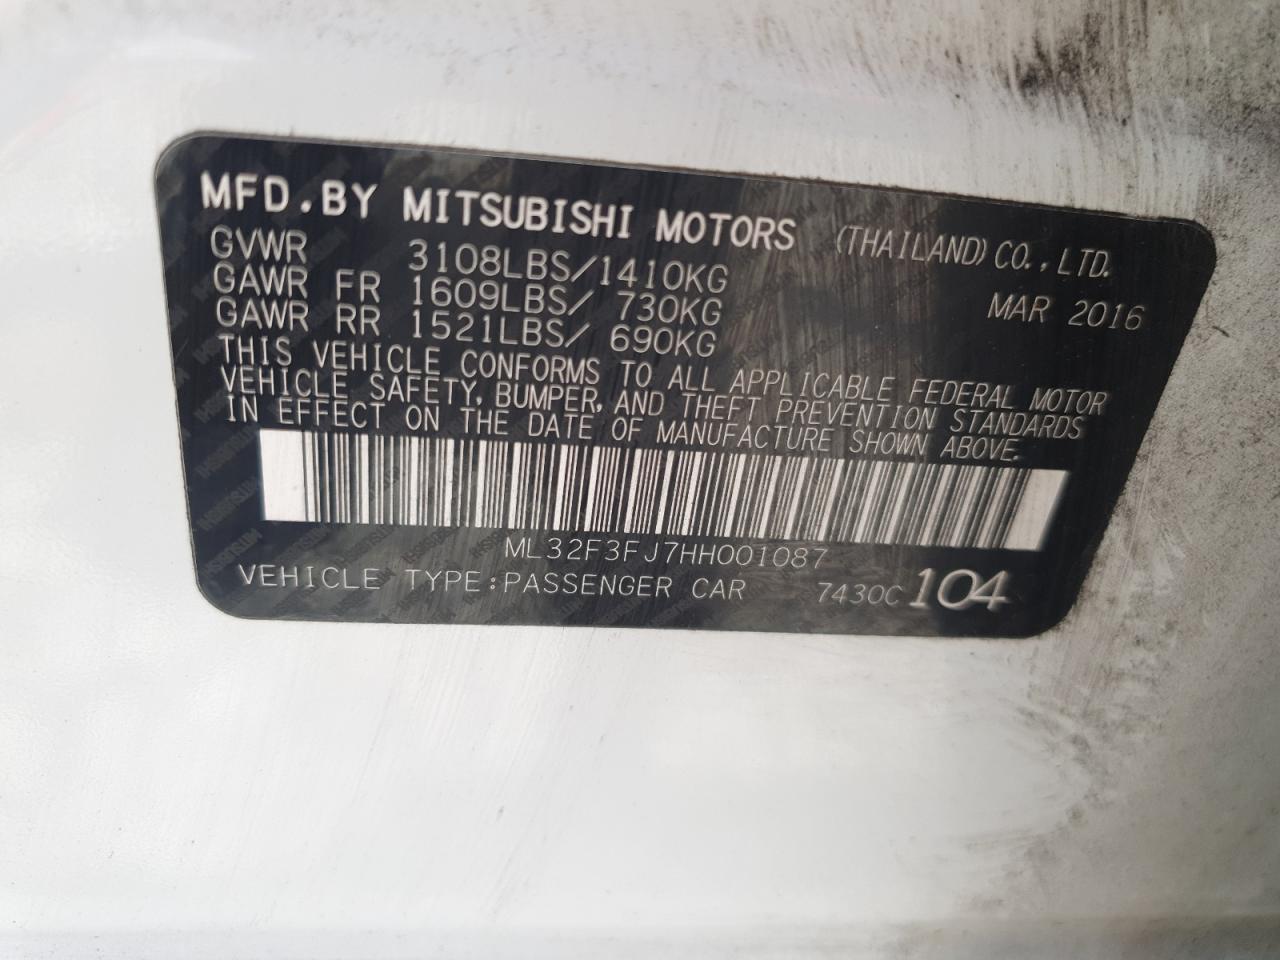 MFD.BY MITSUBISHI MOTORS (THAILAND) CO., LTD.
GVWR 3108LBS/1410KG MAR 2016
GAWR FR 1609LBS/ 730KG
GAWR RR 1521LBS/ 690KG
THIS VEHICLE CONFORMS TO ALL APPLICABLE FEDERAL MOTOR
VEHICLE SAFETY, BUMPER, AND THEFT PREVENTION STANDARDS
IN EFFECT ON THE DATE OF MANUFACTURE SHOWN ABOVE.
ML32F3FJ7HH001087
VEHICLE TYPE:PASSENGER CAR 7430C 104